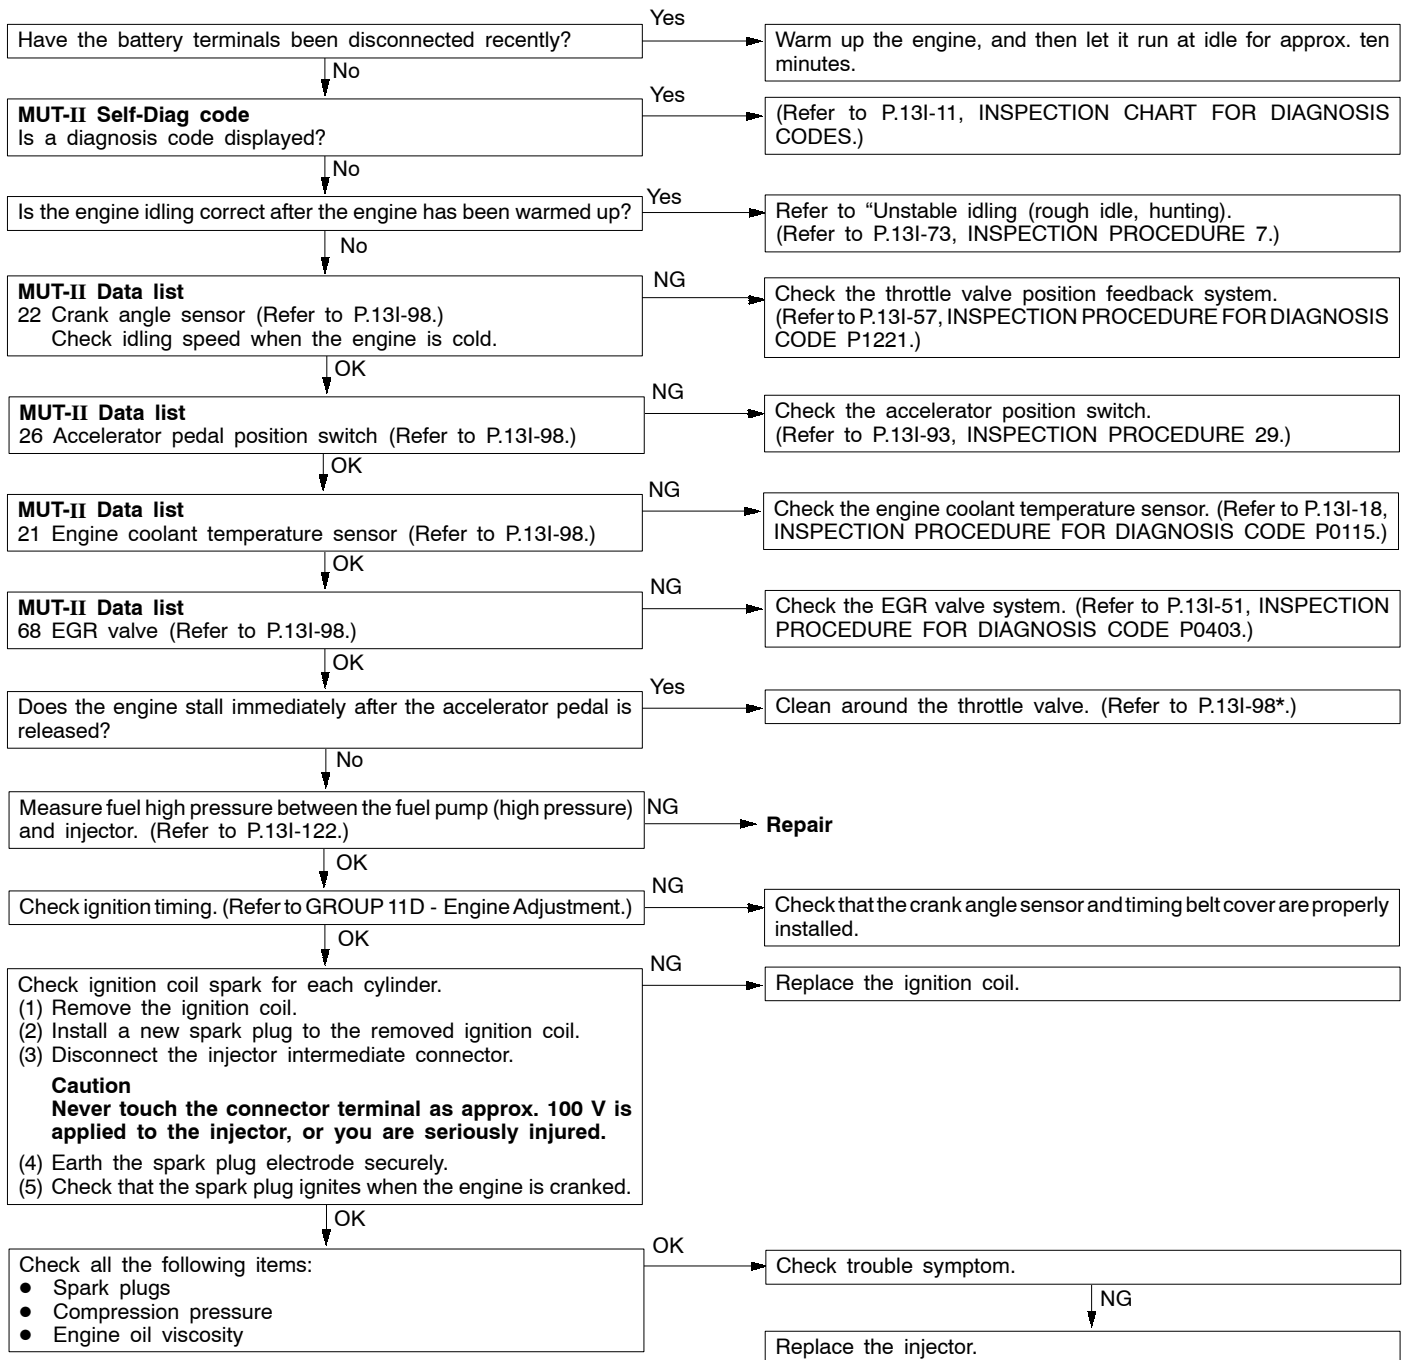 Have the battery terminals been disconnected recently?
Yes
Warm up the engine, and then let it run at idle for approx. ten
minutes.
No
MUT-II Self-Diag code
Is a diagnosis code displayed?
Yes
(Refer to P.13I-11, INSPECTION CHART FOR DIAGNOSIS
CODES.)
No
Is the engine idling correct after the engine has been warmed up?
Yes
Refer to “Unstable idling (rough idle, hunting).
(Refer to P.13I-73, INSPECTION PROCEDURE 7.)
No
MUT-II Data list
22 Crank angle sensor (Refer to P.13I-98.)
Check idling speed when the engine is cold.
NG
Check the throttle valve position feedback system.
(Refer to P.13I-57, INSPECTION PROCEDURE FOR DIAGNOSIS
CODE P1221.)
OK
MUT-II Data list
26 Accelerator pedal position switch (Refer to P.13I-98.)
NG
Check the accelerator position switch.
(Refer to P.13I-93, INSPECTION PROCEDURE 29.)
OK
MUT-II Data list
21 Engine coolant temperature sensor (Refer to P.13I-98.)
NG
Check the engine coolant temperature sensor. (Refer to P.13I-18,
INSPECTION PROCEDURE FOR DIAGNOSIS CODE P0115.)
OK
MUT-II Data list
68 EGR valve (Refer to P.13I-98.)
NG
Check the EGR valve system. (Refer to P.13I-51, INSPECTION
PROCEDURE FOR DIAGNOSIS CODE P0403.)
OK
Does the engine stall immediately after the accelerator pedal is
released?
Yes
Clean around the throttle valve. (Refer to P.13I-98*.)
No
Measure fuel high pressure between the fuel pump (high pressure)
and injector. (Refer to P.13I-122.)
NG
Repair
OK
Check ignition timing. (Refer to GROUP 11D - Engine Adjustment.)
NG
Check that the crank angle sensor and timing belt cover are properly
installed.
OK
Check ignition coil spark for each cylinder.
(1) Remove the ignition coil.
(2) Install a new spark plug to the removed ignition coil.
(3) Disconnect the injector intermediate connector.
Caution
Never touch the connector terminal as approx. 100 V is
applied to the injector, or you are seriously injured.
(4) Earth the spark plug electrode securely.
(5) Check that the spark plug ignites when the engine is cranked.
NG
Replace the ignition coil.
OK
Check all the following items:
● Spark plugs
● Compression pressure
● Engine oil viscosity
OK
Check trouble symptom.
NG
Replace the injector.